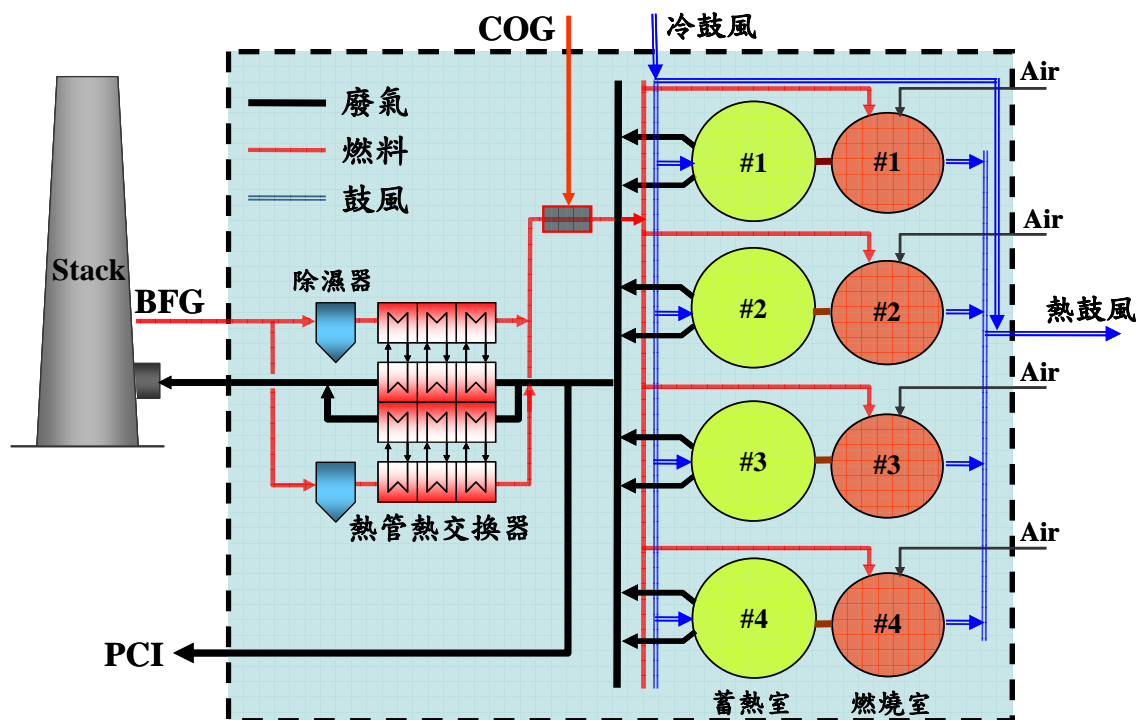 COG
冷鼓風
Air
廢氣
燃料
鼓風
#1
#1
Stack
除濕器
BFG
Air
#2
#2
熱鼓風
Air
#3
#3
熱管熱交換器
Air
#4
#4
PCI
蓄熱室
燃燒室